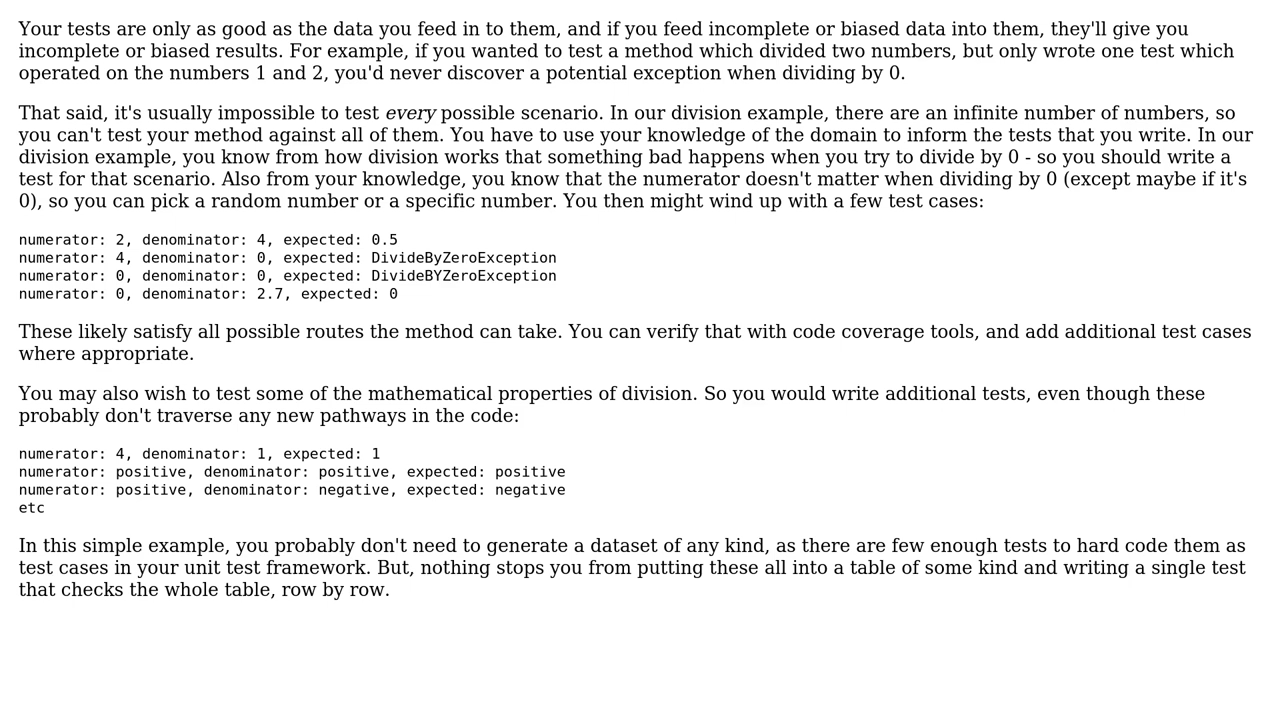 Your tests are only as good as the data you feed in to them, and if you feed incomplete or biased data into them, they'll give you
incomplete or biased results. For example, if you wanted to test a method which divided two numbers, but only wrote one test which
operated on the numbers 1 and 2, you'd never discover a potential exception when dividing by 0.
That said, it's usually impossible to test every possible scenario. In our division example, there are an infinite number of numbers, so
you can't test your method against all of them. You have to use your knowledge of the domain to inform the tests that you write. In our
division example, you know from how division works that something bad happens when you try to divide by 0 - so you should write a
test for that scenario. Also from your knowledge, you know that the numerator doesn't matter when dividing by 0 (except maybe if it's
0), so you can pick a random number or a specific number. You then might wind up with a few test cases:
numerator: 2, denominator: 4, expected: 0.5
numerator: 4, denominator: 0, expected: DivideByZeroException
numerator: 0, denominator: 0, expected: DivideBYZeroException
numerator: 0, denominator: 2.7, expected: 0
These likely satisfy all possible routes the method can take. You can verify that with code coverage tools, and add additional test cases
where appropriate.
You may also wish to test some of the mathematical properties of division. So you would write additional tests, even though these
probably don't traverse any new pathways in the code:
numerator: 4, denominator: 1, expected: 1
numerator: positive, denominator: positive, expected: positive
numerator: positive, denominator: negative, expected: negative
etc
In this simple example, you probably don't need to generate a dataset of any kind, as there are few enough tests to hard code them as
test cases in your unit test framework. But, nothing stops you from putting these all into a table of some kind and writing a single test
that checks the whole table, row by row.